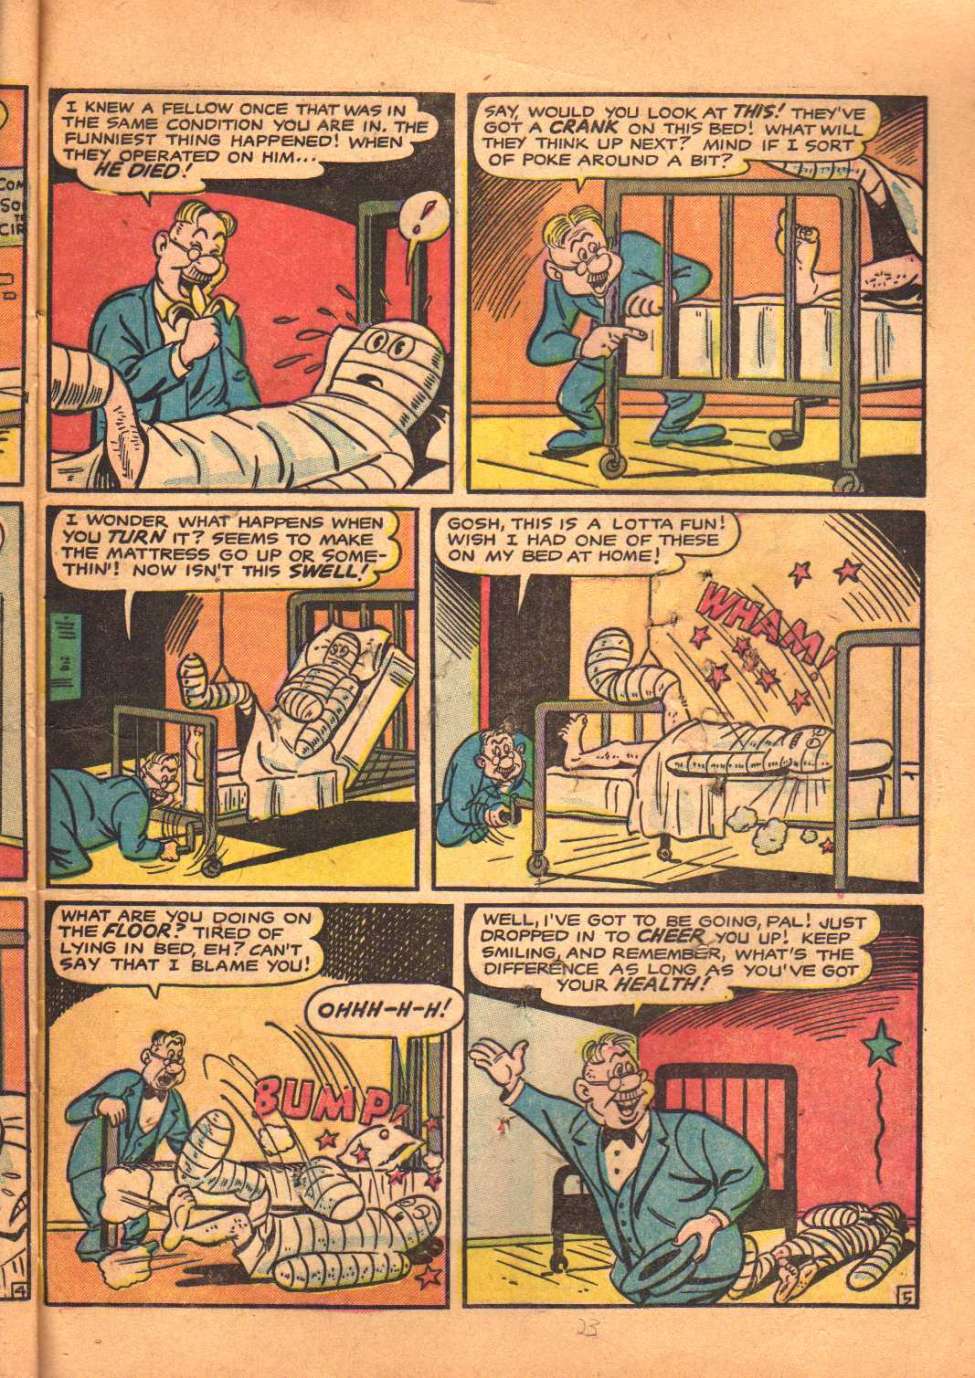 I KNEW A FELLOW ONCE THAT WAS IN
THE SAME CONDITION YOU ARE IN. THE
FUNNIEST THING HAPPENED! WHEN
THEY OPERATED ON HIM...
HE DIED!
!
SAY, WOULD YOU LOOK AT THIS! THEY'VE
GOT A CRANK ON THIS BED! WHAT WILL
THEY THINK UP NEXT? MIND IF I SORT
OF POKE AROUND A BIT?
I WONDER WHAT HAPPENS WHEN
YOU TURN IT? SEEMS TO MAKE
THE MATTRESS GO UP OR SOME-
THIN'! NOW ISN'T THIS SWELL!
GOSH, THIS IS A LOTTA FUN!
WISH I HAD ONE OF THESE
ON MY BED AT HOME!
WHAM!
WHAT ARE YOU DOING ON
THE FLOOR? TIRED OF
LYING IN BED, EH? CAN'T
SAY THAT I BLAME YOU!
OHHH-H-H!
BUMP!
WELL, I'VE GOT TO BE GOING, PAL! JUST
DROPPED IN TO CHEER YOU UP! KEEP
SMILING, AND REMEMBER, WHAT'S THE
DIFFERENCE AS LONG AS YOU'VE GOT
YOUR HEALTH!
5
23
COM
SO
TE
CIR
4